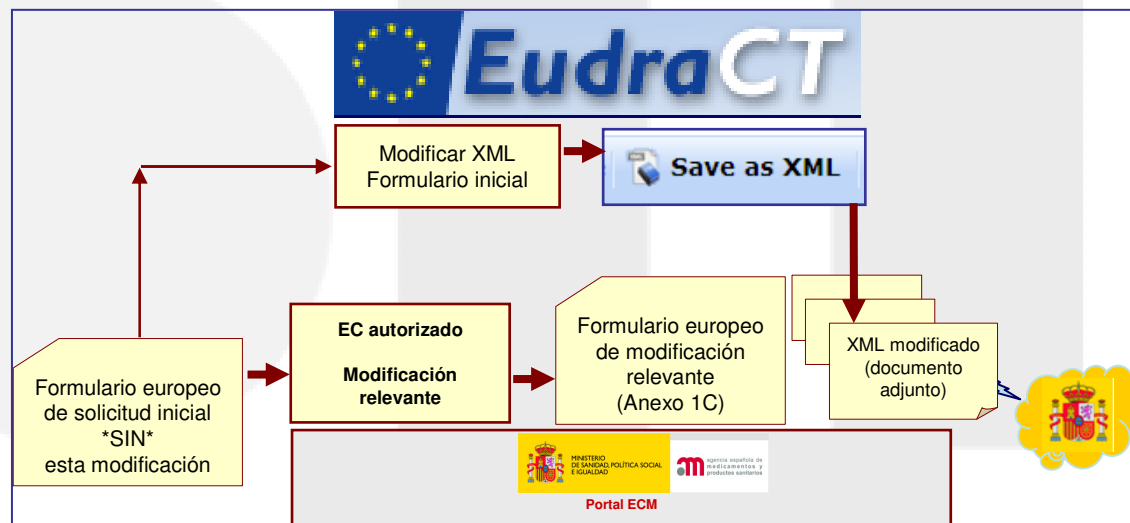 EudraCT
Modificar XML
Formulario inicial
Save as XML
Formulario europeo
de solicitud inicial
*SIN*
esta modificación
EC autorizado
Modificación
relevante
Formulario europeo
de modificación
relevante
(Anexo 1C)
XML modificado
(documento
adjunto)
MINISTERIO
DE SANIDAD, POLÍTICA SOCIAL
E IGUALDAD
agencia española de
medicamentos y
productos sanitarios
Portal ECM